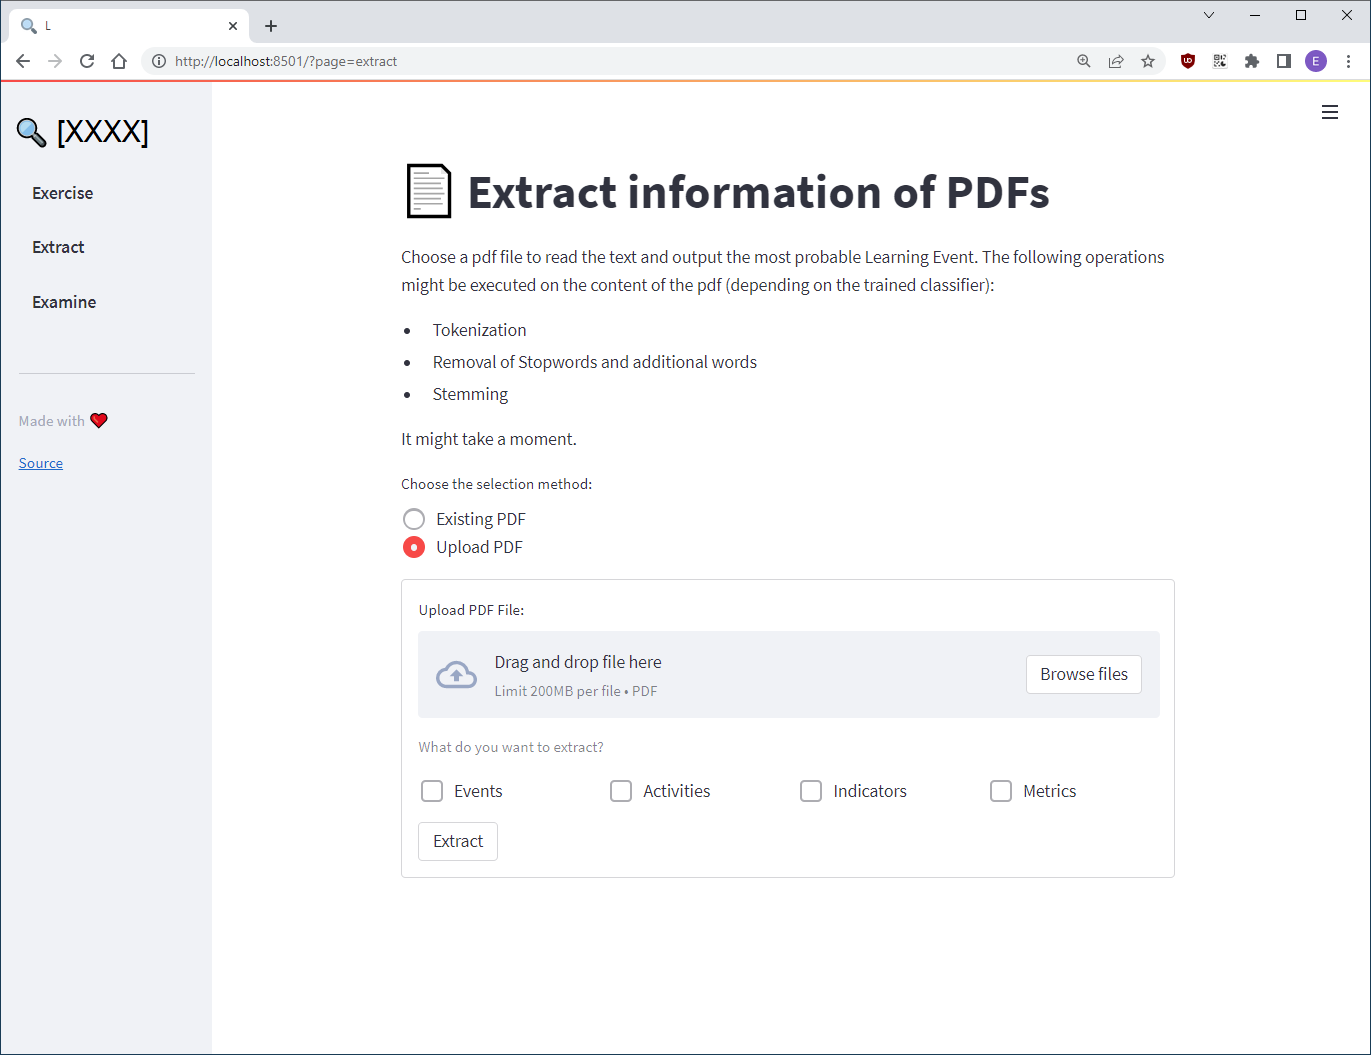 L
http://localhost:8501/?page=extract
E
[XXXX]
Exercise
Extract
Examine
Made with
Source
Extract information of PDFs
Choose a pdf file to read the text and output the most probable Learning Event. The following operations
might be executed on the content of the pdf (depending on the trained classifier):
• Tokenization
• Removal of Stopwords and additional words
• Stemming
It might take a moment.
Choose the selection method:
Existing PDF
Upload PDF
Upload PDF File:
Drag and drop file here
Limit 200MB per file • PDF
Browse files
What do you want to extract?
Events Activities Indicators Metrics
Extract